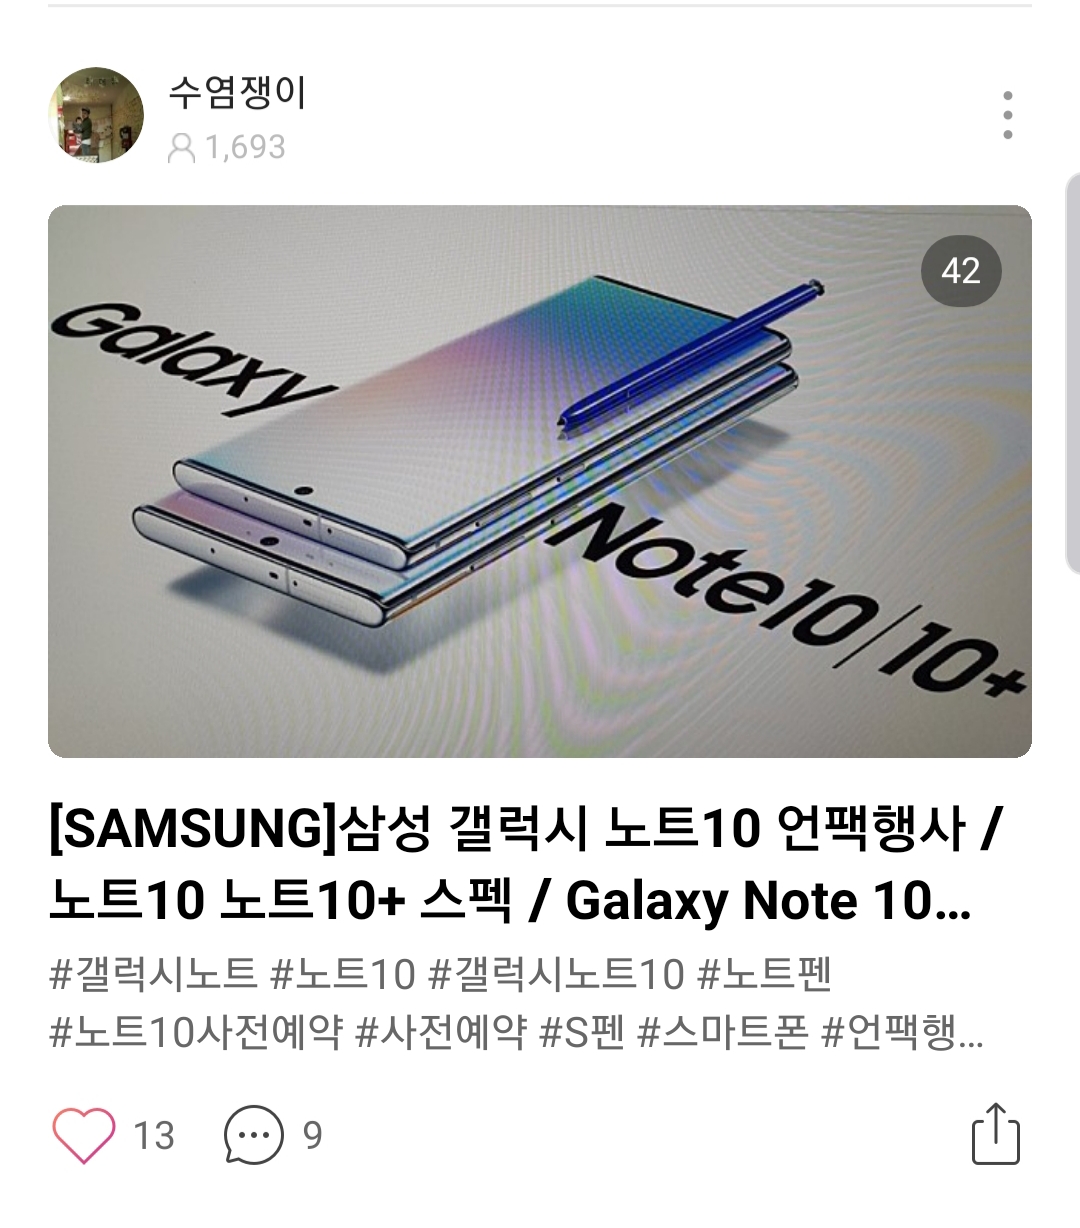 수염쟁이
1,693
42
Galaxy
Note10|10+
[SAMSUNG]삼성 갤럭시 노트10 언팩행사 /
노트10 노트10+ 스펙 / Galaxy Note 10...
#갤럭시노트 #노트10 #갤럭시노트10 #노트펜
#노트10사전예약 #사전예약 #S펜 #스마트폰 #언팩행...
13 9